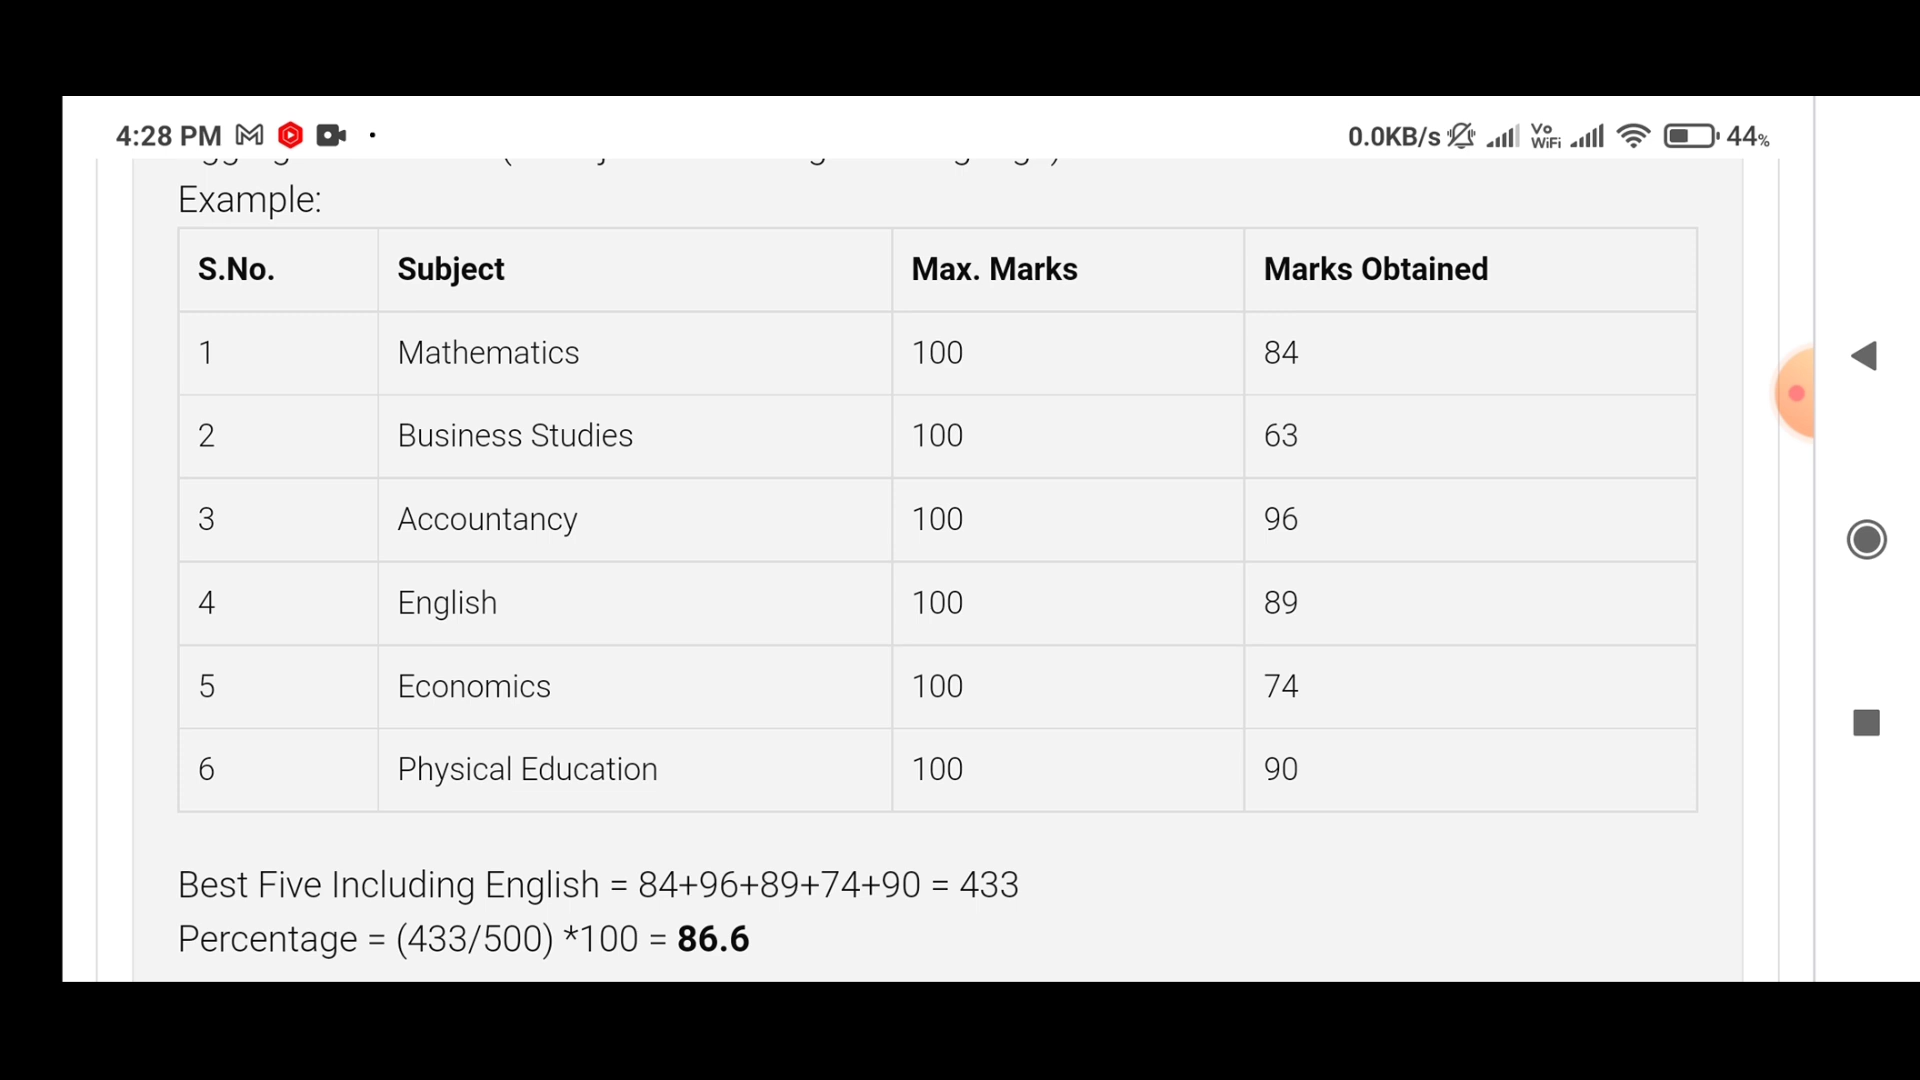 4:28 PM 0.0KB/s Vo WiFi 44%
Example:
S.No. Subject Max. Marks Marks Obtained
1 Mathematics 100 84
2 Business Studies 100 63
3 Accountancy 100 96
4 English 100 89
5 Economics 100 74
6 Physical Education 100 90
Best Five Including English = 84+96+89+74+90 = 433
Percentage = (433/500) *100 = 86.6